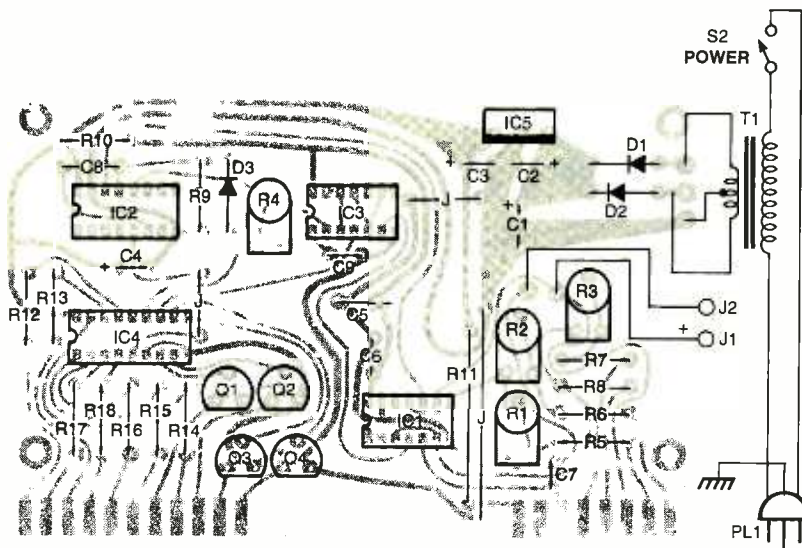 S2
POWER
IC5
T1
R10
D1
C8
D3
C3
C2
R9
R4
IC2
IC3
J
D2
C1
C4
C9
R13
R3
J2
R12
J
C5
R2
+
J1
IC4
C6
R7
R11
R8
Q1
Q2
R18
R15
J
R1
R6
R17
R16
R14
IC1
R5
Q3
Q4
C7
PL1